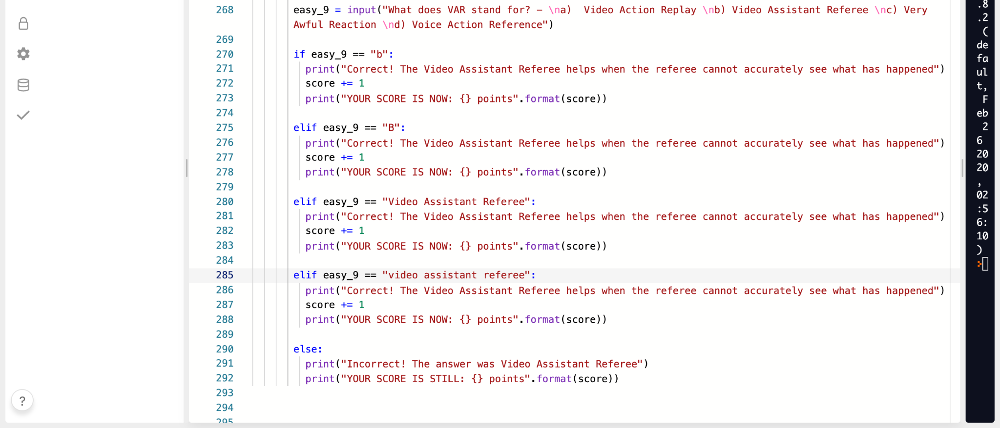 268 easy_9 = input("What does VAR stand for? – \na)  Video Action Replay \nb) Video Assistant Referee \nc) Very
Awful Reaction \nd) Voice Action Reference")
269
270 if easy_9 == "b":
271 print("Correct! The Video Assistant Referee helps when the referee cannot accurately see what has happened")
272 score += 1
273 print("YOUR SCORE IS NOW: {} points".format(score))
274
275 elif easy_9 == "B":
276 print("Correct! The Video Assistant Referee helps when the referee cannot accurately see what has happened")
277 score += 1
278 print("YOUR SCORE IS NOW: {} points".format(score))
279
280 elif easy_9 == "Video Assistant Referee":
281 print("Correct! The Video Assistant Referee helps when the referee cannot accurately see what has happened")
282 score += 1
283 print("YOUR SCORE IS NOW: {} points".format(score))
284
285 elif easy_9 == "video assistant referee":
286 print("Correct! The Video Assistant Referee helps when the referee cannot accurately see what has happened")
287 score += 1
288 print("YOUR SCORE IS NOW: {} points".format(score))
289
290 else:
291 print("Incorrect! The answer was Video Assistant Referee")
292 print("YOUR SCORE IS STILL: {} points".format(score))
293
294
295
?
.8
.2
(
de
fa
ul
t,
F
eb
2
6
20
20
,
02
:5
6:
10
)